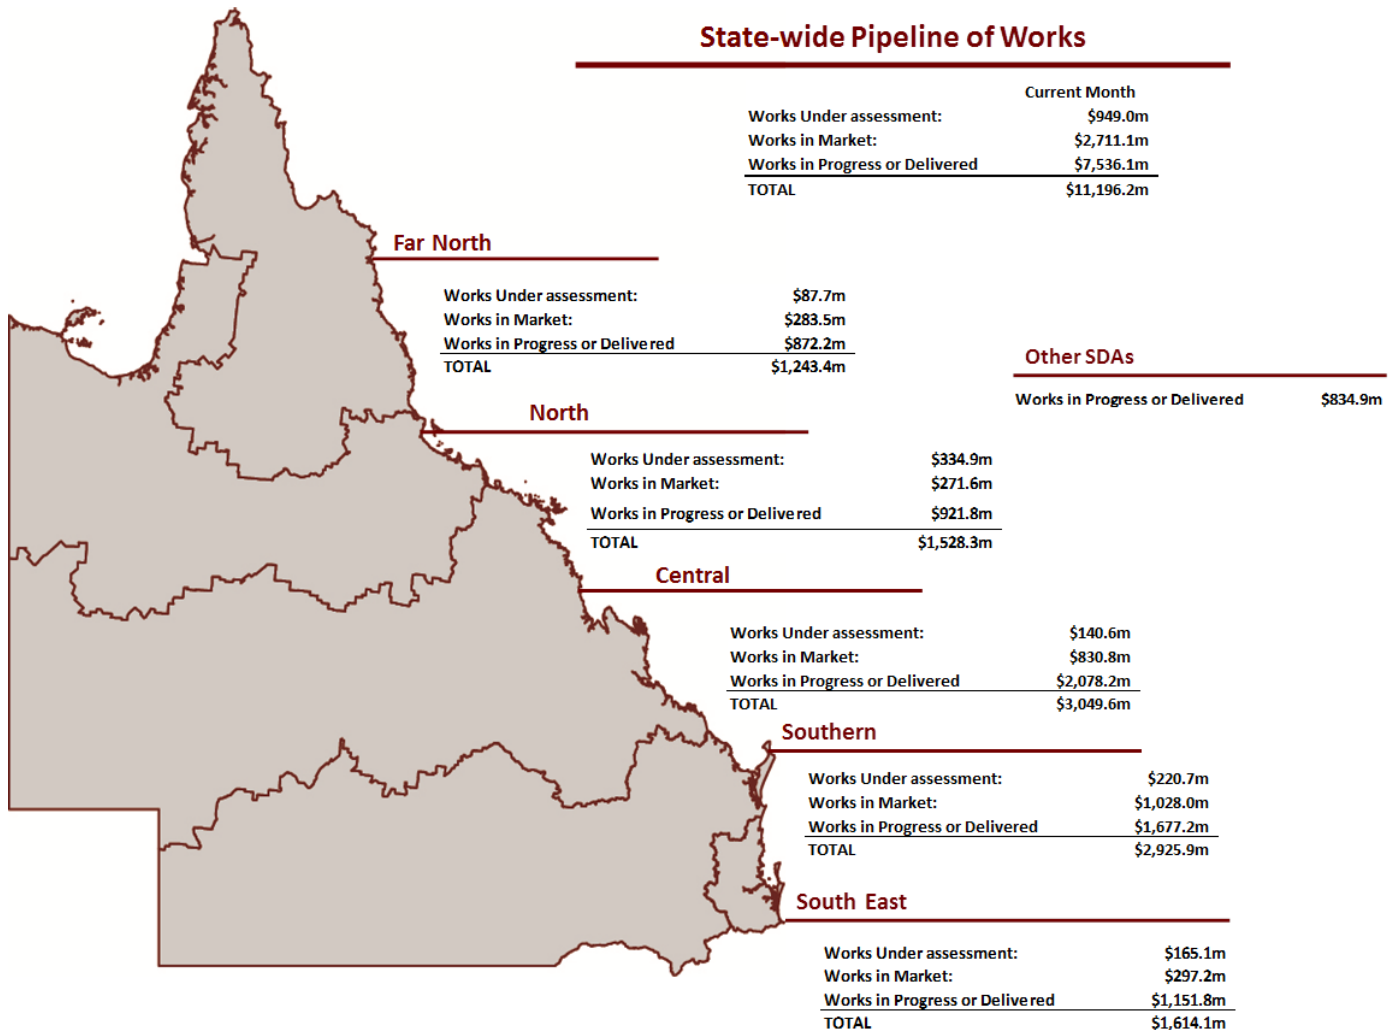 State-wide Pipeline of Works
Current Month
Works Under assessment: $949.0m
Works in Market: $2,711.1m
Works in Progress or Delivered $7,536.1m
TOTAL $11,196.2m
Far North
Works Under assessment: $87.7m
Works in Market: $283.5m
Works in Progress or Delivered $872.2m
TOTAL $1,243.4m
Other SDAs
Works in Progress or Delivered $834.9m
North
Works Under assessment: $334.9m
Works in Market: $271.6m
Works in Progress or Delivered $921.8m
TOTAL $1,528.3m
Central
Works Under assessment: $140.6m
Works in Market: $830.8m
Works in Progress or Delivered $2,078.2m
TOTAL $3,049.6m
Southern
Works Under assessment: $220.7m
Works in Market: $1,028.0m
Works in Progress or Delivered $1,677.2m
TOTAL $2,925.9m
South East
Works Under assessment: $165.1m
Works in Market: $297.2m
Works in Progress or Delivered $1,151.8m
TOTAL $1,614.1m